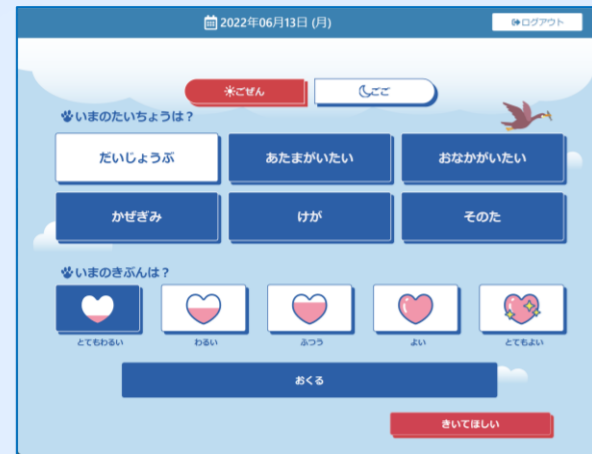 2022年06月13日 (月)
ログアウト
ごぜん
ごご
いまのたいちょうは？
だいじょうぶ
あたまがいたい
おなかがいたい
かぜぎみ
けが
そのた
いまのきぶんは？
とてもわるい
わるい
ふつう
よい
とてもよい
おくる
きいてほしい